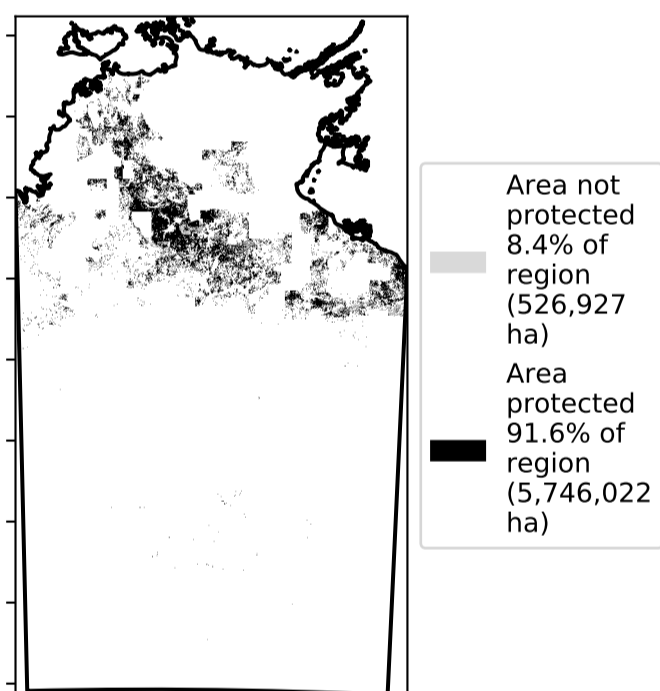 Area not
protected
8.4% of
region
(526,927
ha)
Area
protected
91.6% of
region
(5,746,022
ha)